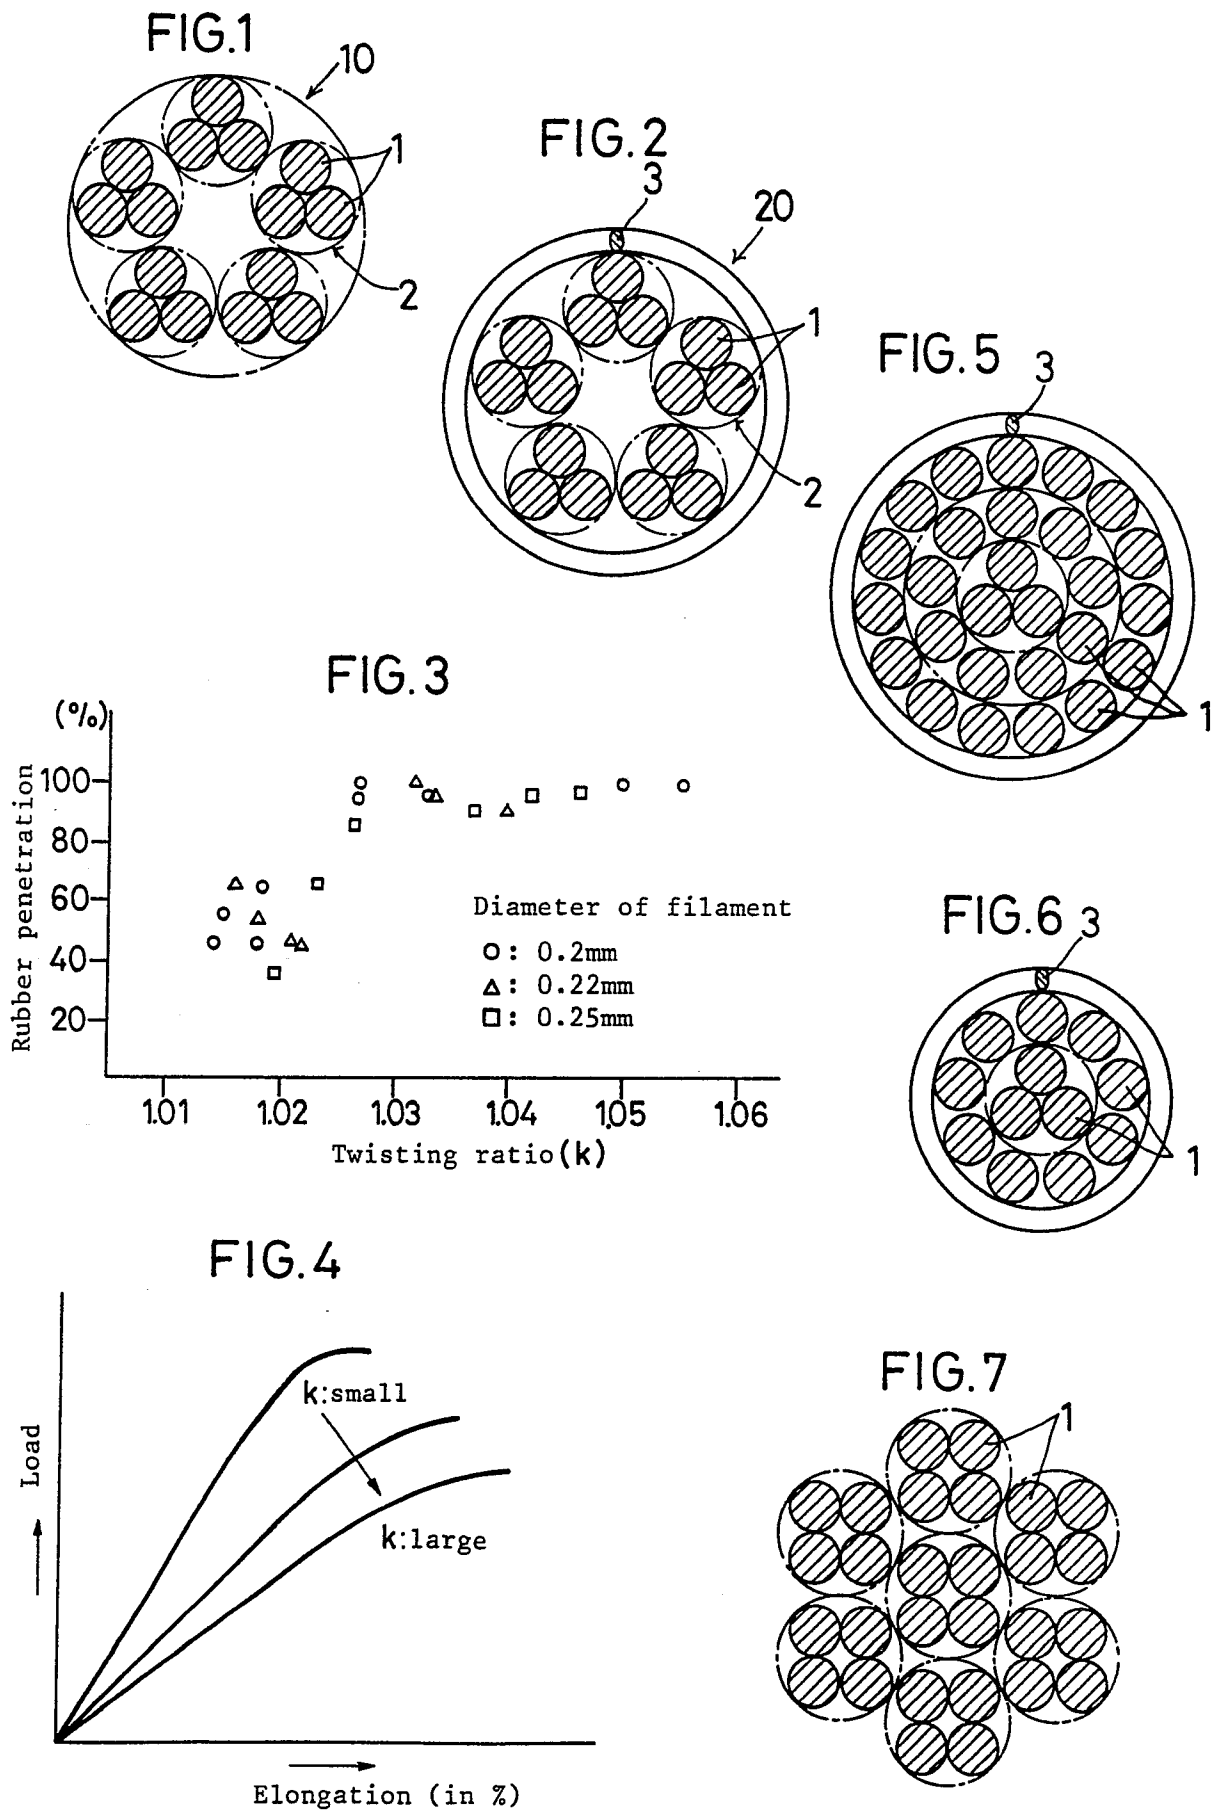 FIG.1
10
1
2
FIG.2
3
20
1
2
FIG.5
3
1
FIG.3
(%)
100
80
60
40
20
Rubber penetration
1.01
1.02
1.03
1.04
1.05
1.06
Twisting ratio(k)
Diameter of filament
○: 0.2mm
△: 0.22mm
□: 0.25mm
FIG.6
3
1
FIG.4
k:small
k:large
Load
Elongation (in %)
FIG.7
1